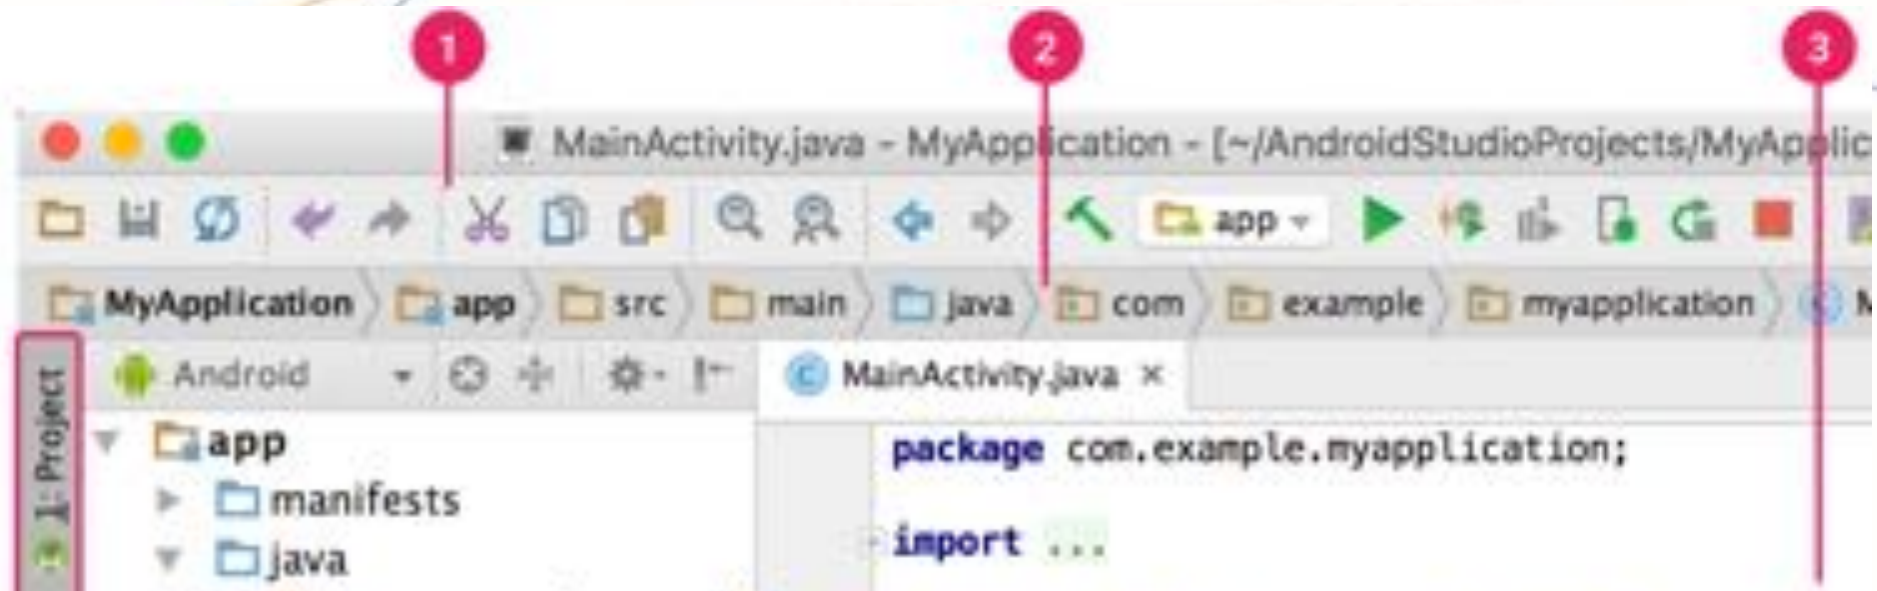 1 2 3
MainActivity.java - MyApplication - [~/AndroidStudioProjects/MyApplic
app
MyApplication app src main java com example myapplication M
1: Project
Android
MainActivity.java ×
app
package com.example.myapplication;
manifests
import ...
java